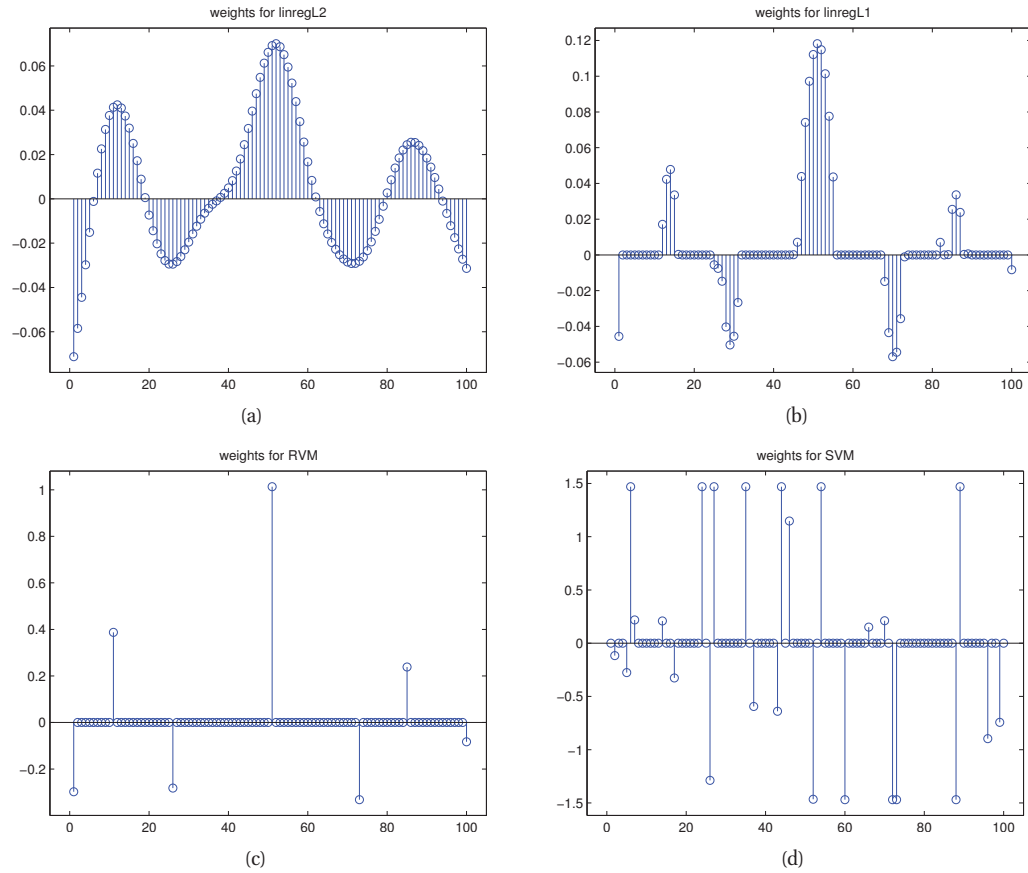 weights for linregL2
0.06
0.04
0.02
0
−0.02
−0.04
−0.06
0 20 40 60 80 100
(a)
weights for linregL1
0.12
0.1
0.08
0.06
0.04
0.02
0
−0.02
−0.04
−0.06
0 20 40 60 80 100
(b)
weights for RVM
1
0.8
0.6
0.4
0.2
0
−0.2
0 20 40 60 80 100
(c)
weights for SVM
1.5
1
0.5
0
−0.5
−1
−1.5
0 20 40 60 80 100
(d)